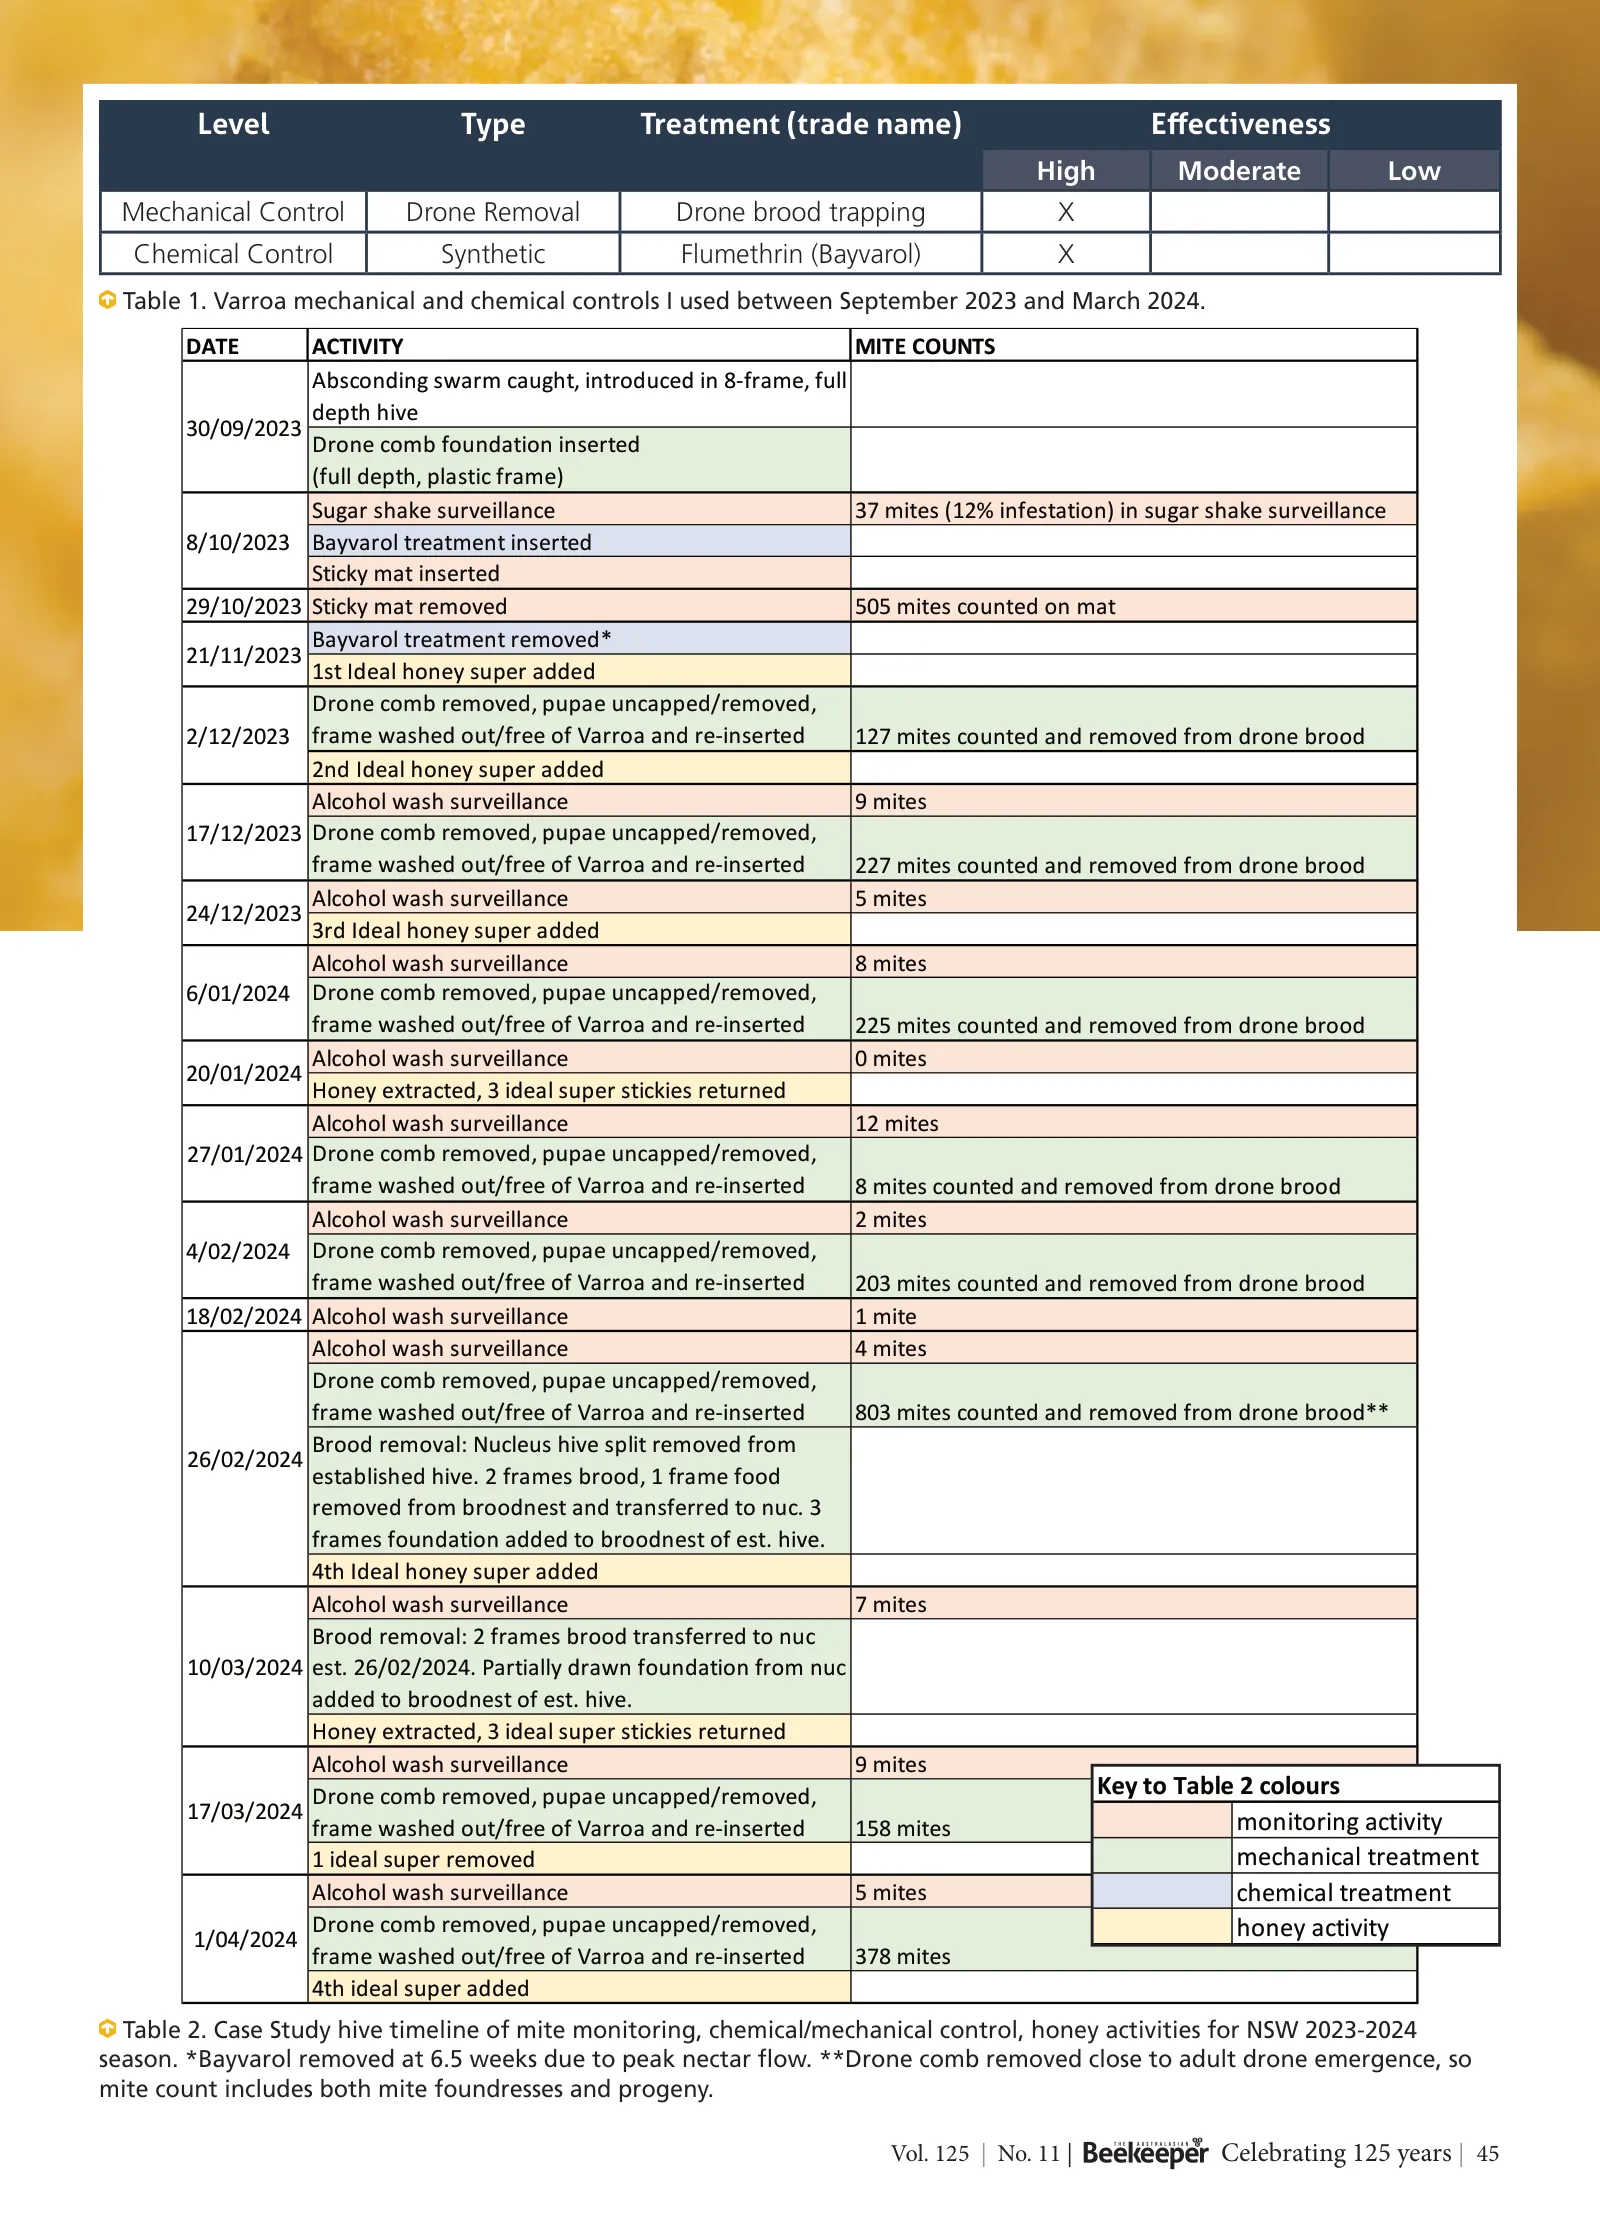 Level Type Treatment (trade name) Effectiveness
High Moderate Low
Mechanical Control Drone Removal Drone brood trapping X
Chemical Control Synthetic Flumethrin (Bayvarol) X
Table 1. Varroa mechanical and chemical controls I used between September 2023 and March 2024.
DATE ACTIVITY MITE COUNTS
30/09/2023
Absconding swarm caught, introduced in 8-frame, full
depth hive
Drone comb foundation inserted
(full depth, plastic frame)
8/10/2023
Sugar shake surveillance 37 mites (12% infestation) in sugar shake surveillance
Bayvarol treatment inserted
Sticky mat inserted
29/10/2023 Sticky mat removed 505 mites counted on mat
21/11/2023
Bayvarol treatment removed*
1st Ideal honey super added
2/12/2023
Drone comb removed, pupae uncapped/removed,
frame washed out/free of Varroa and re-inserted 127 mites counted and removed from drone brood
2nd Ideal honey super added
17/12/2023
Alcohol wash surveillance 9 mites
Drone comb removed, pupae uncapped/removed,
frame washed out/free of Varroa and re-inserted 227 mites counted and removed from drone brood
24/12/2023
Alcohol wash surveillance 5 mites
3rd Ideal honey super added
6/01/2024
Alcohol wash surveillance 8 mites
Drone comb removed, pupae uncapped/removed,
frame washed out/free of Varroa and re-inserted 225 mites counted and removed from drone brood
20/01/2024
Alcohol wash surveillance 0 mites
Honey extracted, 3 ideal super stickies returned
27/01/2024
Alcohol wash surveillance 12 mites
Drone comb removed, pupae uncapped/removed,
frame washed out/free of Varroa and re-inserted 8 mites counted and removed from drone brood
4/02/2024
Alcohol wash surveillance 2 mites
Drone comb removed, pupae uncapped/removed,
frame washed out/free of Varroa and re-inserted 203 mites counted and removed from drone brood
18/02/2024 Alcohol wash surveillance 1 mite
26/02/2024
Alcohol wash surveillance 4 mites
Drone comb removed, pupae uncapped/removed,
frame washed out/free of Varroa and re-inserted 803 mites counted and removed from drone brood**
Brood removal: Nucleus hive split removed from
established hive. 2 frames brood, 1 frame food
removed from broodnest and transferred to nuc. 3
frames foundation added to broodnest of est. hive.
4th Ideal honey super added
10/03/2024
Alcohol wash surveillance 7 mites
Brood removal: 2 frames brood transferred to nuc
est. 26/02/2024. Partially drawn foundation from nuc
added to broodnest of est. hive.
Honey extracted, 3 ideal super stickies returned
17/03/2024
Alcohol wash surveillance 9 mites
Drone comb removed, pupae uncapped/removed,
frame washed out/free of Varroa and re-inserted 158 mites
1 ideal super removed
1/04/2024
Alcohol wash surveillance 5 mites
Drone comb removed, pupae uncapped/removed,
frame washed out/free of Varroa and re-inserted 378 mites
4th ideal super added
Key to Table 2 colours
monitoring activity
mechanical treatment
chemical treatment
honey activity
Table 2. Case Study hive timeline of mite monitoring, chemical/mechanical control, honey activities for NSW 2023-2024
season. *Bayvarol removed at 6.5 weeks due to peak nectar flow. **Drone comb removed close to adult drone emergence, so
mite count includes both mite foundresses and progeny.
Vol. 125 | No. 11 | THE AUSTRALASIAN Beekeeper Celebrating 125 years | 45